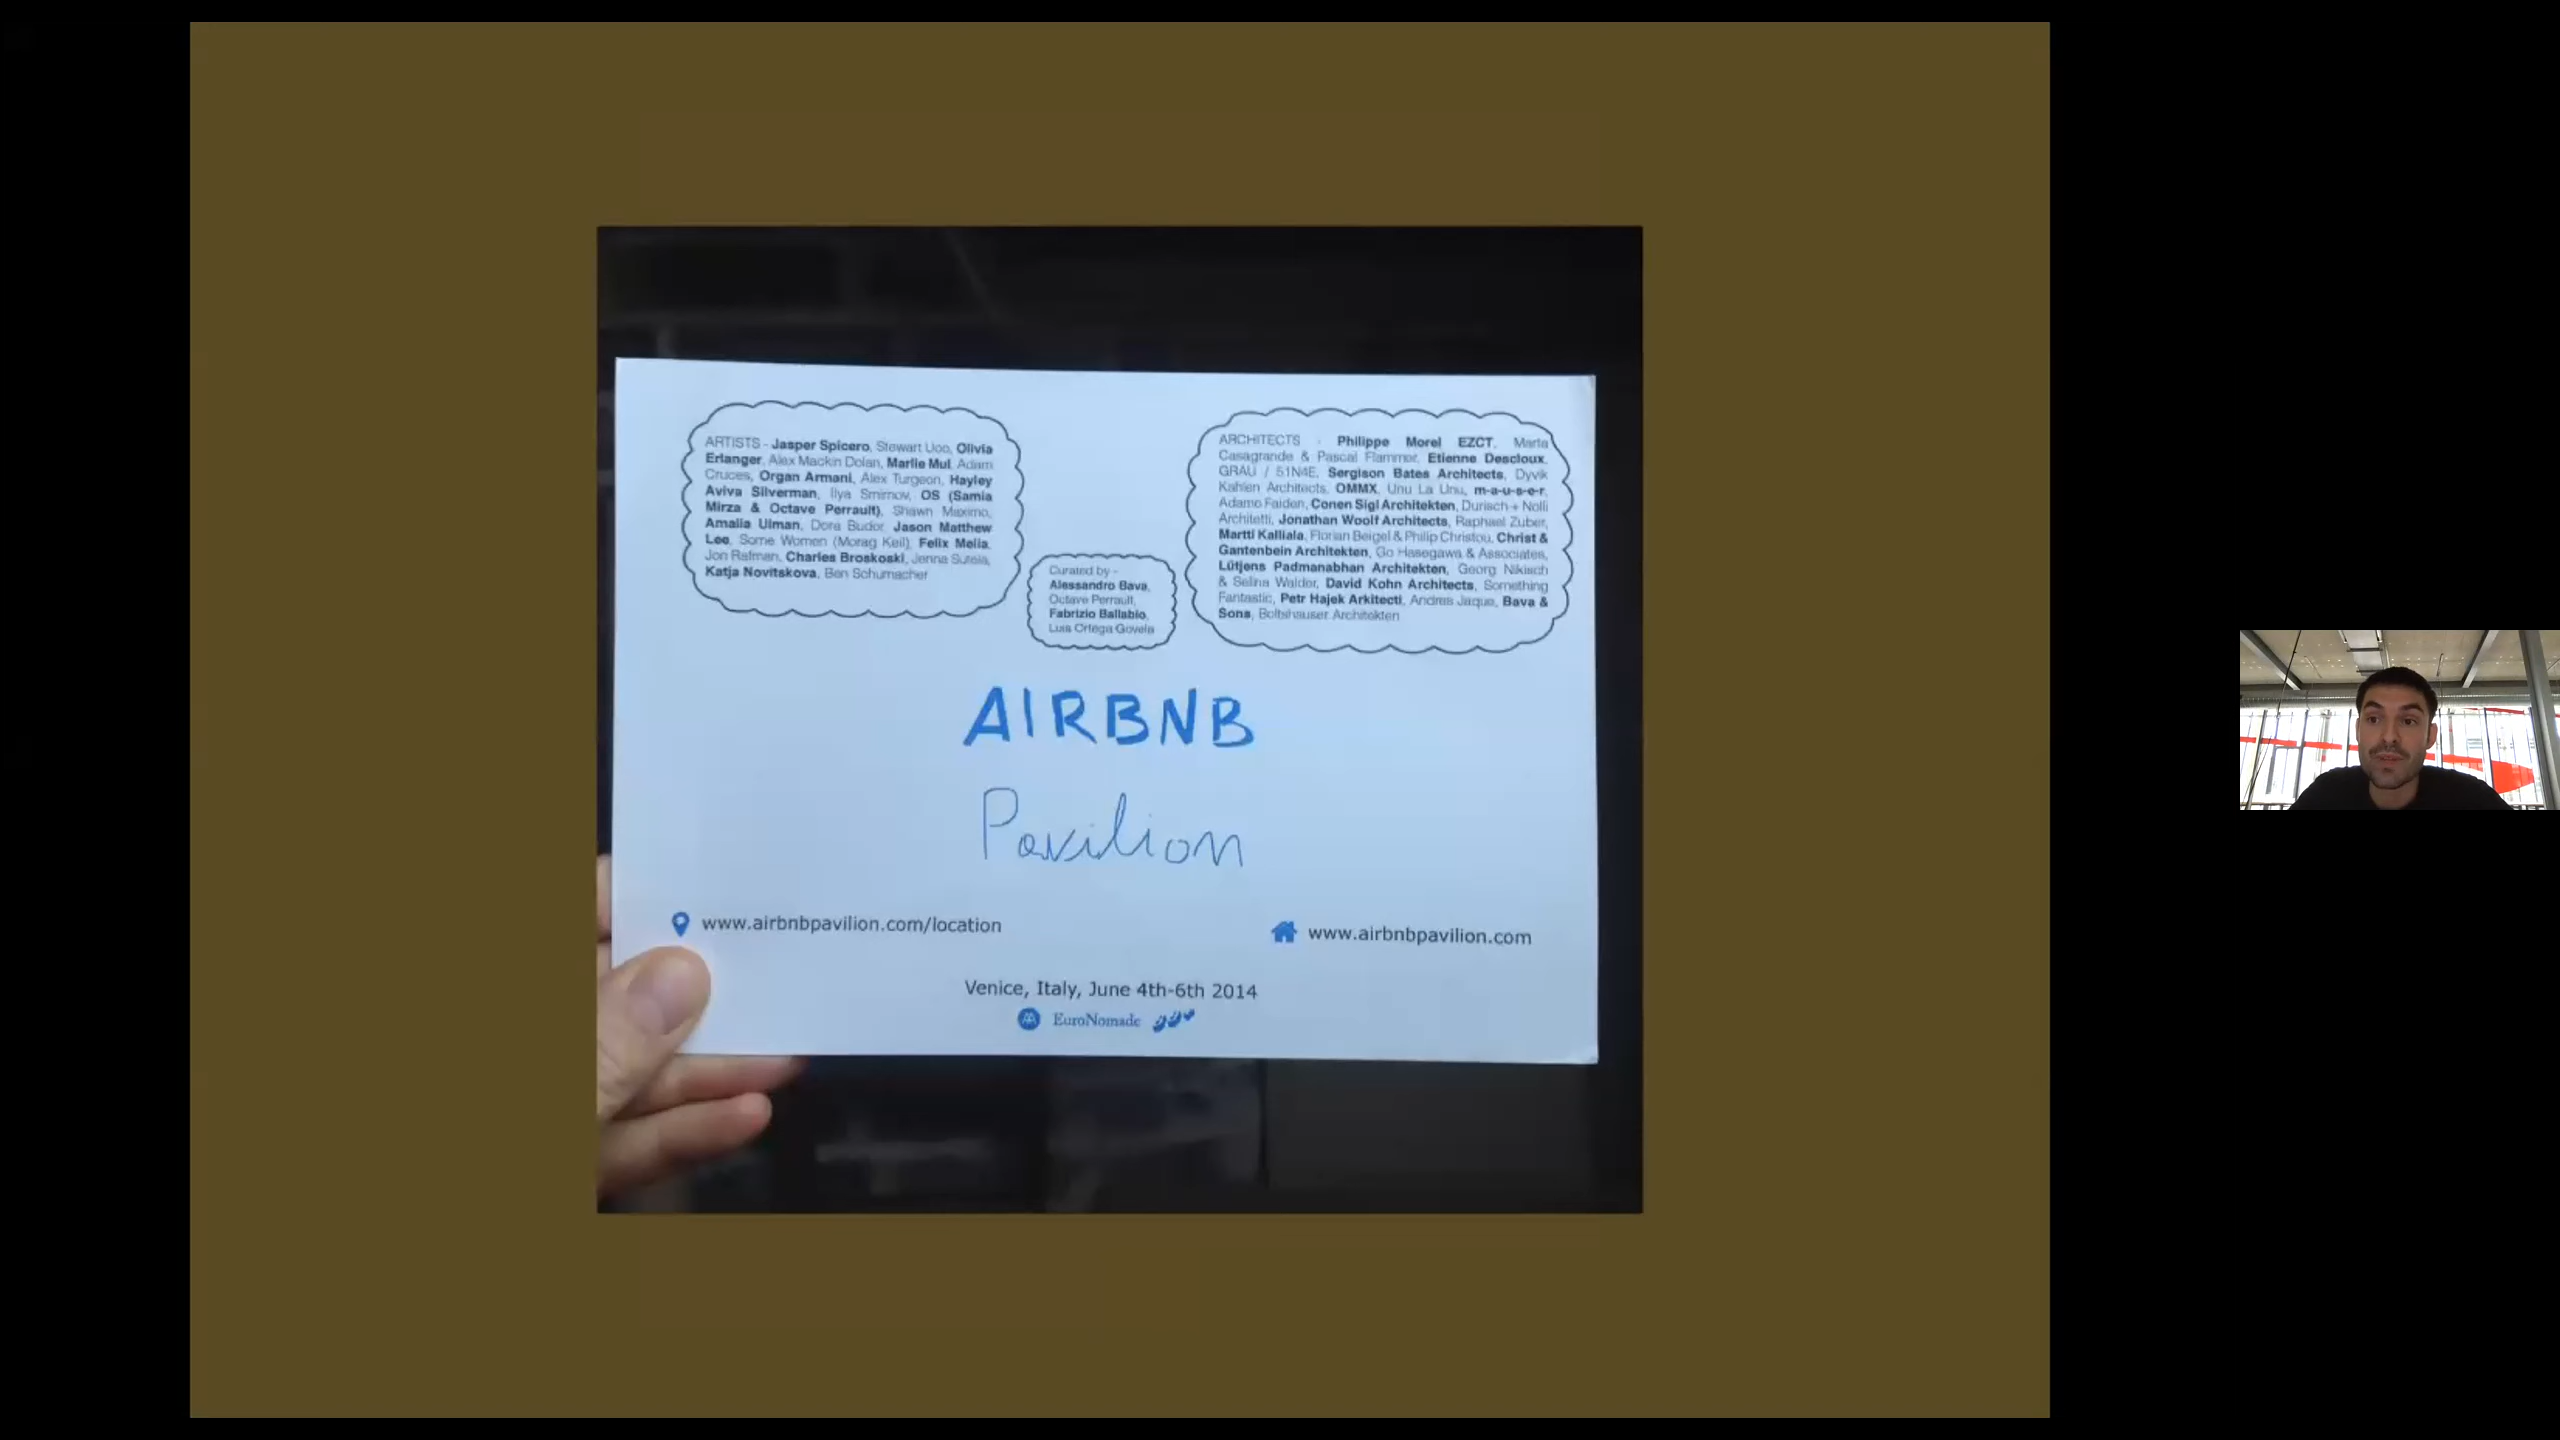 ARTISTS - Jasper Spicero, Stewart Uoo, Olivia
Erlanger, Alex Mackin Dolan, Marlie Mul, Adam
Cruces, Organ Armani, Alex Turgeon, Hayley
Aviva Silverman, Ilya Smirnov, OS (Samia
Mirza & Octave Perrault), Shawn Maximo,
Amalia Ulman, Dora Budor, Jason Matthew
Lee, Some Women (Morag Keil), Felix Melia,
Jon Rafman, Charles Broskoski, Jenna Sutela,
Katja Novitskova, Ben Schumacher
Curated by -
Alessandro Bava,
Octave Perrault,
Fabrizio Ballabio,
Luis Ortega Govela
ARCHITECTS - Philippe Morel EZCT, Marta
Casagrande & Pascal Flammer, Etienne Descloux,
GRAU / 51N4E, Sergison Bates Architects, Dyvik
Kahlen Architects, OMMX, Unu La Unu, m-a-u-s-e-r,
Adamo Faiden, Conen Sigl Architekten, Durisch + Nolli
Architetti, Jonathan Woolf Architects, Raphael Zuber,
Martti Kalliala, Florian Beigel & Philip Christou, Christ &
Gantenbein Architekten, Go Hasegawa & Associates,
Lütjens Padmanabhan Architekten, Georg Nikisch
& Selina Walder, David Kohn Architects, Something
Fantastic, Petr Hajek Arkitecti, Andres Jaque, Bava &
Sons, Boltshauser Architekten
AIRBNB
Pavilion
www.airbnbpavilion.com/location
www.airbnbpavilion.com
Venice, Italy, June 4th-6th 2014
AA EuroNomade